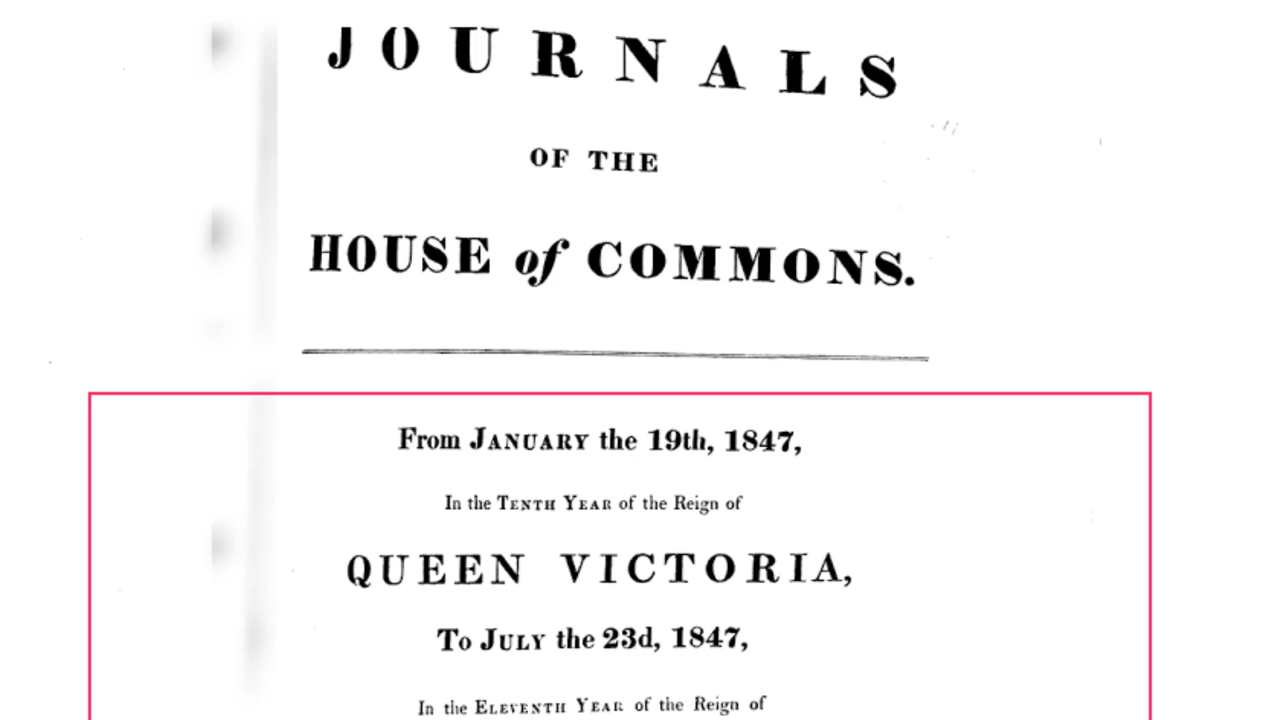 JOURNALS
OF THE
HOUSE of COMMONS.
From JANUARY the 19th, 1847,
In the TENTH YEAR of the Reign of
QUEEN VICTORIA,
To JULY the 23d, 1847,
In the ELEVENTH YEAR of the Reign of